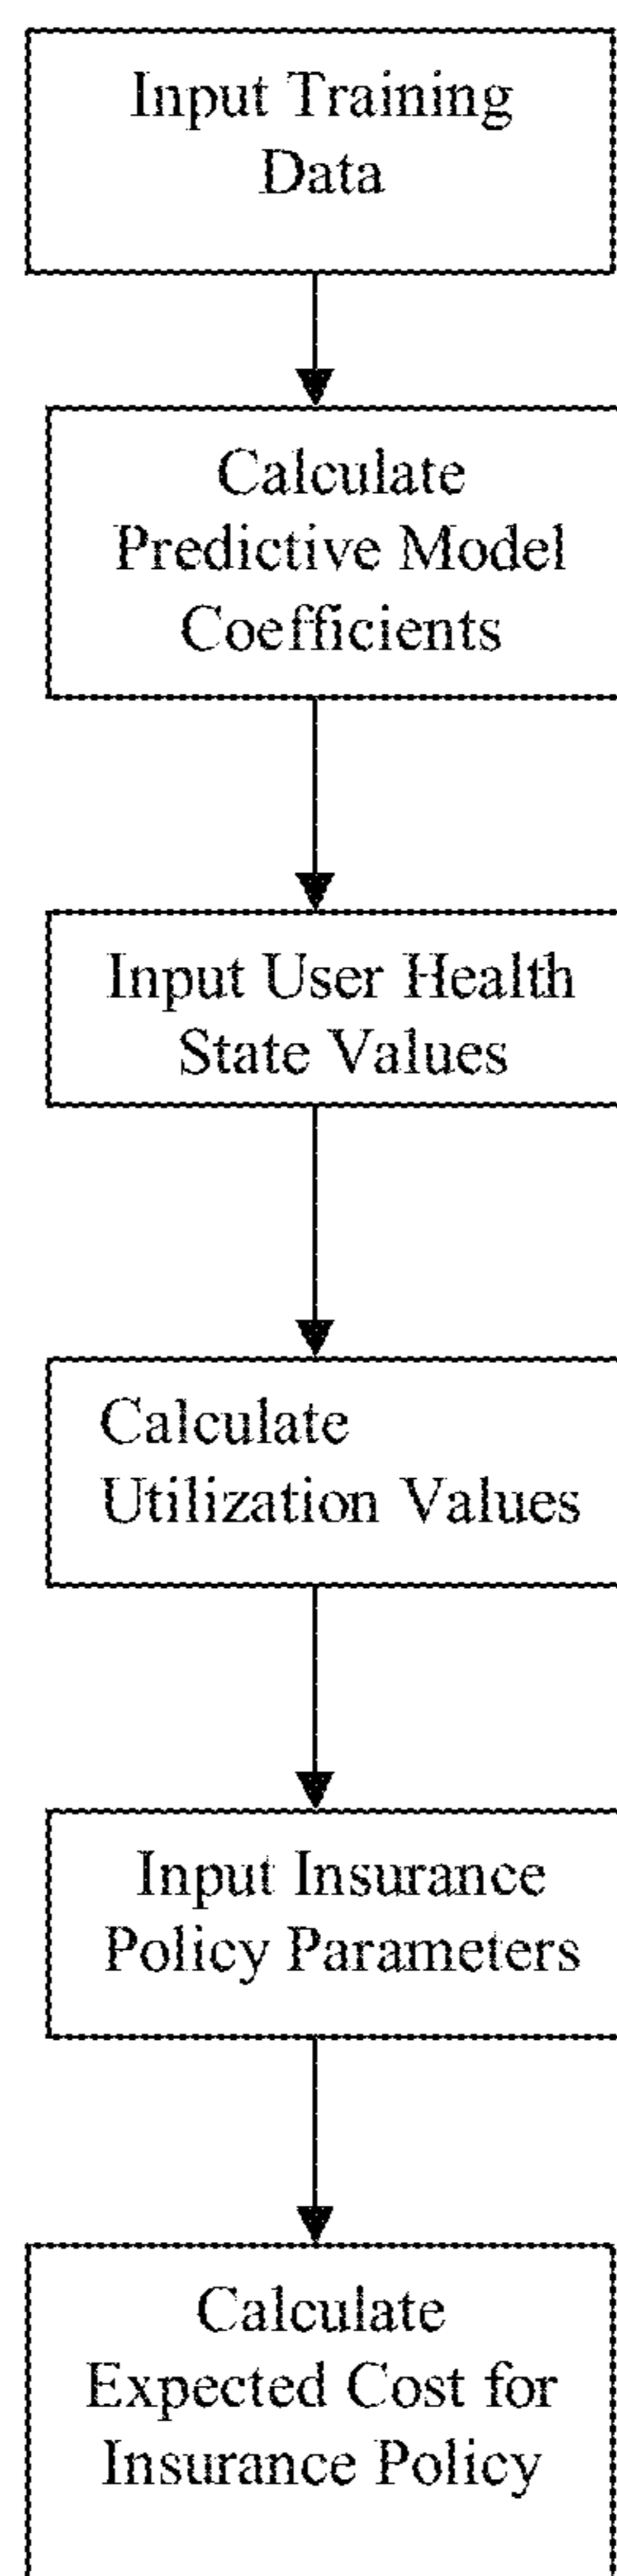 Input Training
Data
Calculate
Predictive Model
Coefficients
Input User Health
State Values
Calculate
Utilization Values
Input Insurance
Policy Parameters
Calculate
Expected Cost for
Insurance Policy